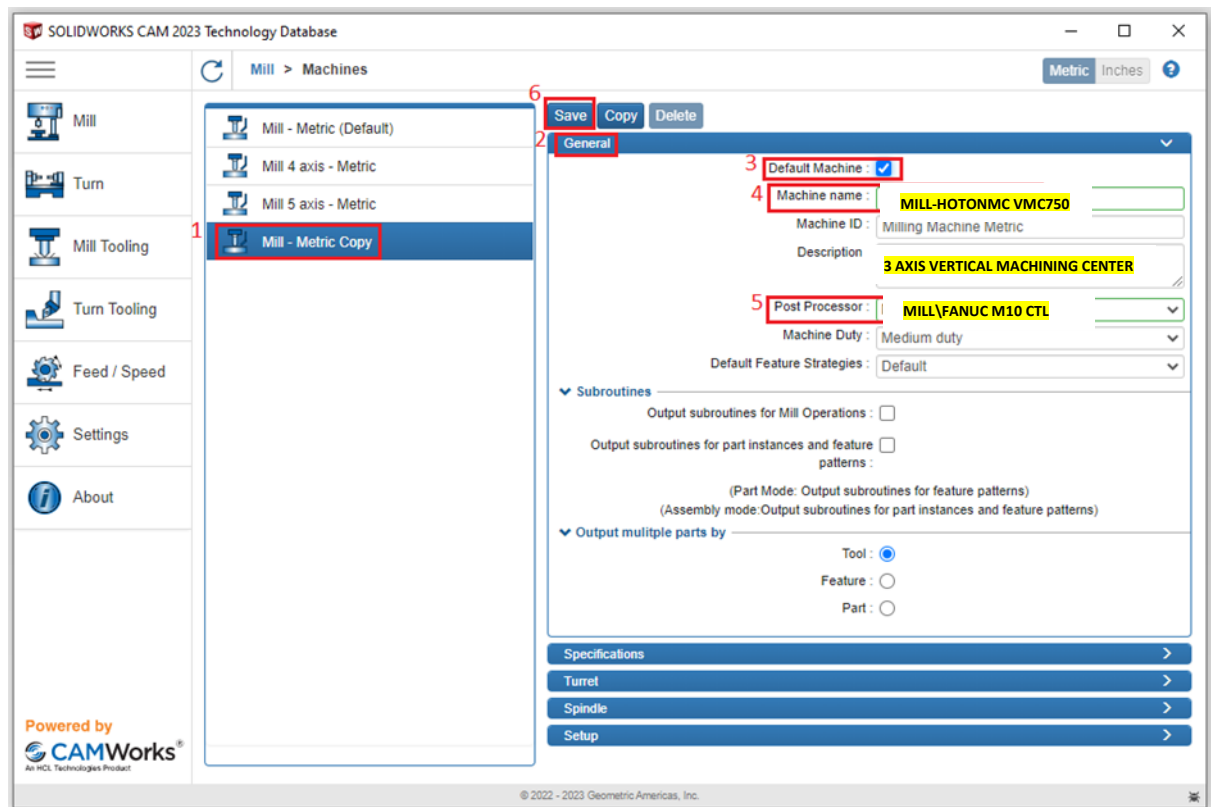 SOLIDWORKS CAM 2023 Technology Database
Mill > Machines
Metric Inches
Mill
Turn
Mill Tooling
Turn Tooling
Feed / Speed
Settings
About
Powered by
CAMWorks®
An HCL Technologies Product
Mill - Metric (Default)
Mill 4 axis - Metric
Mill 5 axis - Metric
1 Mill - Metric Copy
6
Save Copy Delete
2 General
3 Default Machine :
4 Machine name : MILL-HOTONMC VMC750
Machine ID : Milling Machine Metric
Description 3 AXIS VERTICAL MACHINING CENTER
5 Post Processor : MILL\FANUC M10 CTL
Machine Duty : Medium duty
Default Feature Strategies : Default
Subroutines
Output subroutines for Mill Operations :
Output subroutines for part instances and feature
patterns :
(Part Mode: Output subroutines for feature patterns)
(Assembly mode:Output subroutines for part instances and feature patterns)
Output mulitple parts by
Tool :
Feature :
Part :
Specifications
Turret
Spindle
Setup
© 2022 - 2023 Geometric Americas, Inc.